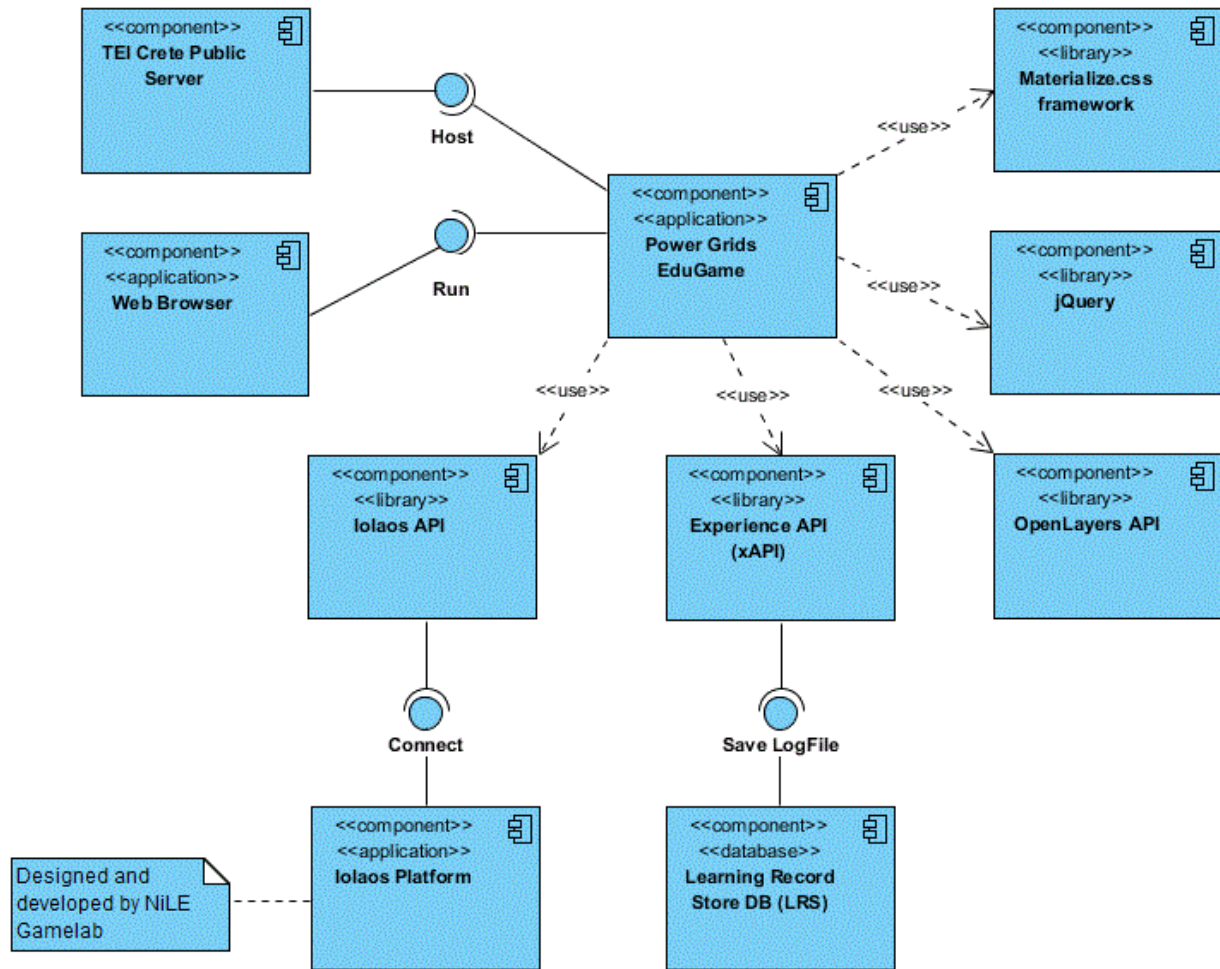 <<component>>
TEI Crete Public
Server
Host
<<component>>
<<library>>
Materialize.css
framework
<<use>>
<<component>>
<<application>>
Power Grids
EduGame
<<component>>
<<application>>
Web Browser
Run
<<component>>
<<library>>
jQuery
<<use>>
<<use>>
<<use>>
<<use>>
<<component>>
<<library>>
Iolaos API
<<component>>
<<library>>
Experience API
(xAPI)
<<component>>
<<library>>
OpenLayers API
Connect
Save LogFile
<<component>>
<<application>>
Iolaos Platform
<<component>>
<<database>>
Learning Record
Store DB (LRS)
Designed and
developed by NiLE
Gamelab